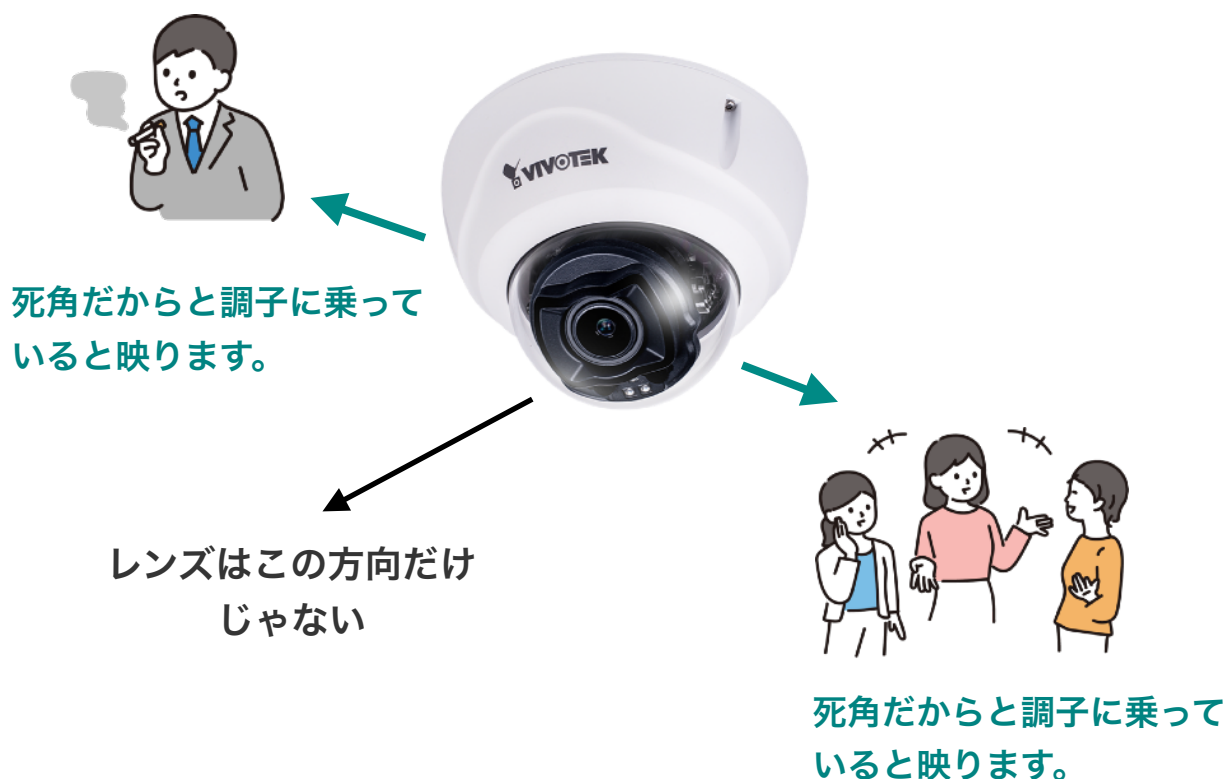 VIVOTEK
死角だからと調子に乗って
いると映ります。
レンズはこの方向だけ
じゃない
死角だからと調子に乗って
いると映ります。